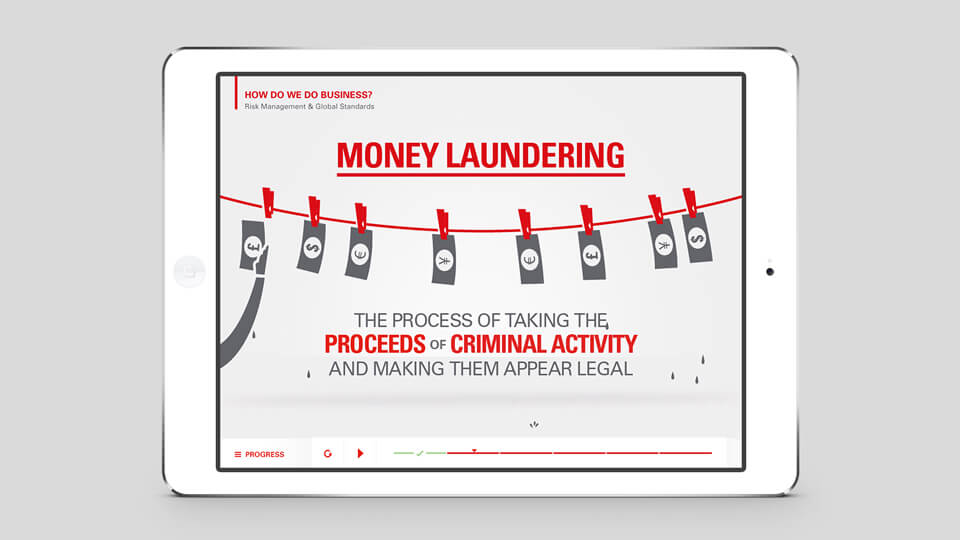 HOW DO WE DO BUSINESS?
Risk Management & Global Standards
MONEY LAUNDERING
£ $ € ¥ € £ ¥ $
THE PROCESS OF TAKING THE
PROCEEDS OF CRIMINAL ACTIVITY
AND MAKING THEM APPEAR LEGAL
PROGRESS